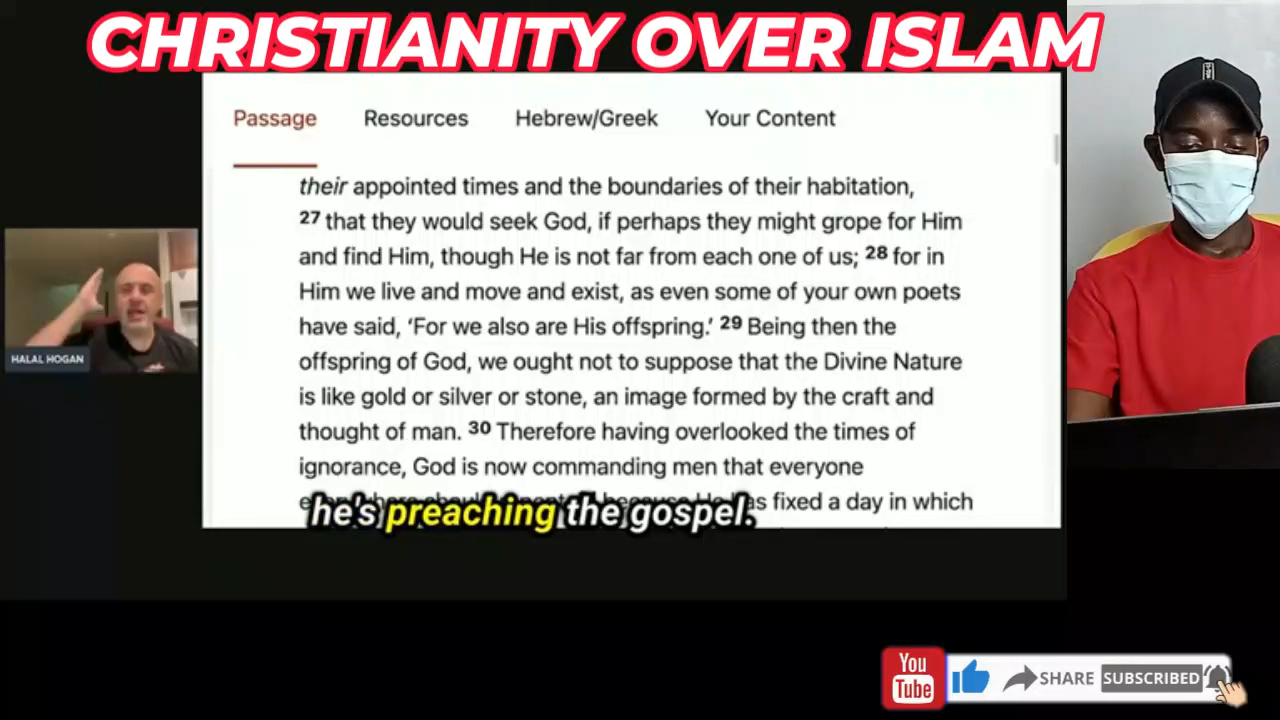 CHRISTIANITY OVER ISLAM
Passage Resources Hebrew/Greek Your Content
their appointed times and the boundaries of their habitation,
27 that they would seek God, if perhaps they might grope for Him
and find Him, though He is not far from each one of us; 28 for in
Him we live and move and exist, as even some of your own poets
have said, ‘For we also are His offspring.’ 29 Being then the
offspring of God, we ought not to suppose that the Divine Nature
is like gold or silver or stone, an image formed by the craft and
thought of man. 30 Therefore having overlooked the times of
ignorance, God is now commanding men that everyone
fixed a day in which
he's preaching the gospel.
HALAL HOGAN
You
Tube
SHARE SUBSCRIBED